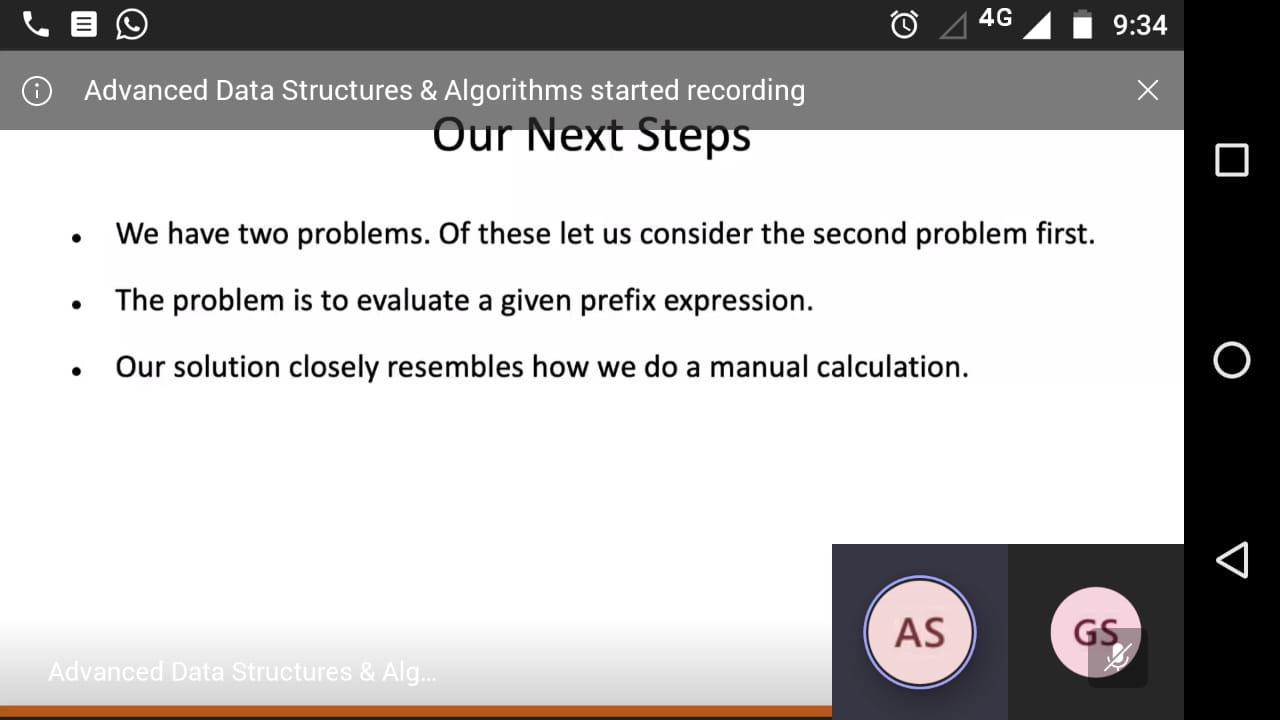 4G 9:34
Advanced Data Structures & Algorithms started recording
Our Next Steps
• We have two problems. Of these let us consider the second problem first.
• The problem is to evaluate a given prefix expression.
• Our solution closely resembles how we do a manual calculation.
AS GS
Advanced Data Structures & Alg...